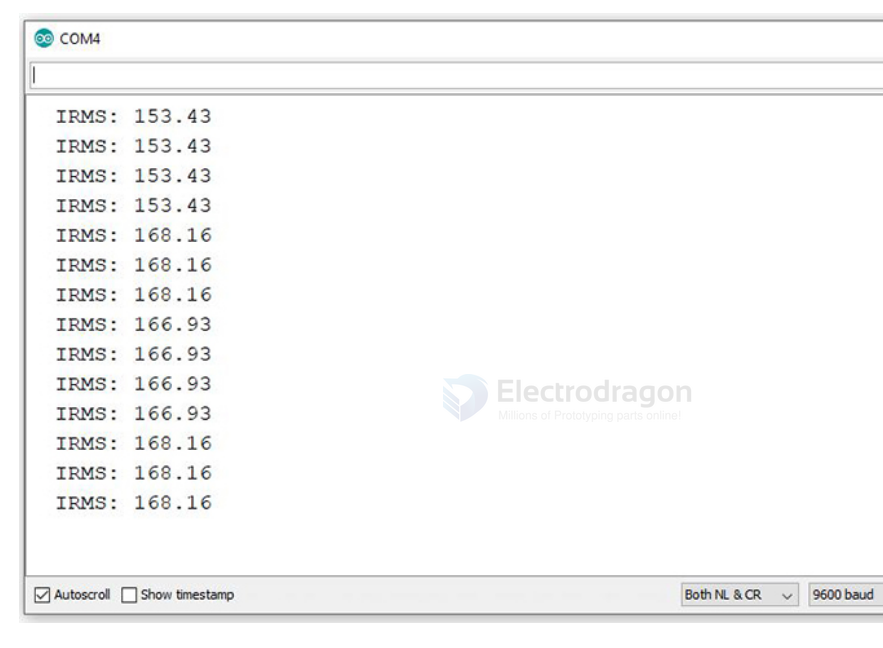 COM4
IRMS: 153.43
IRMS: 153.43
IRMS: 153.43
IRMS: 153.43
IRMS: 168.16
IRMS: 168.16
IRMS: 168.16
IRMS: 166.93
IRMS: 166.93
IRMS: 166.93
IRMS: 166.93
IRMS: 168.16
IRMS: 168.16
IRMS: 168.16
Electrodragon
Millions of Prototyping parts online!
Autoscroll Show timestamp Both NL & CR 9600 baud